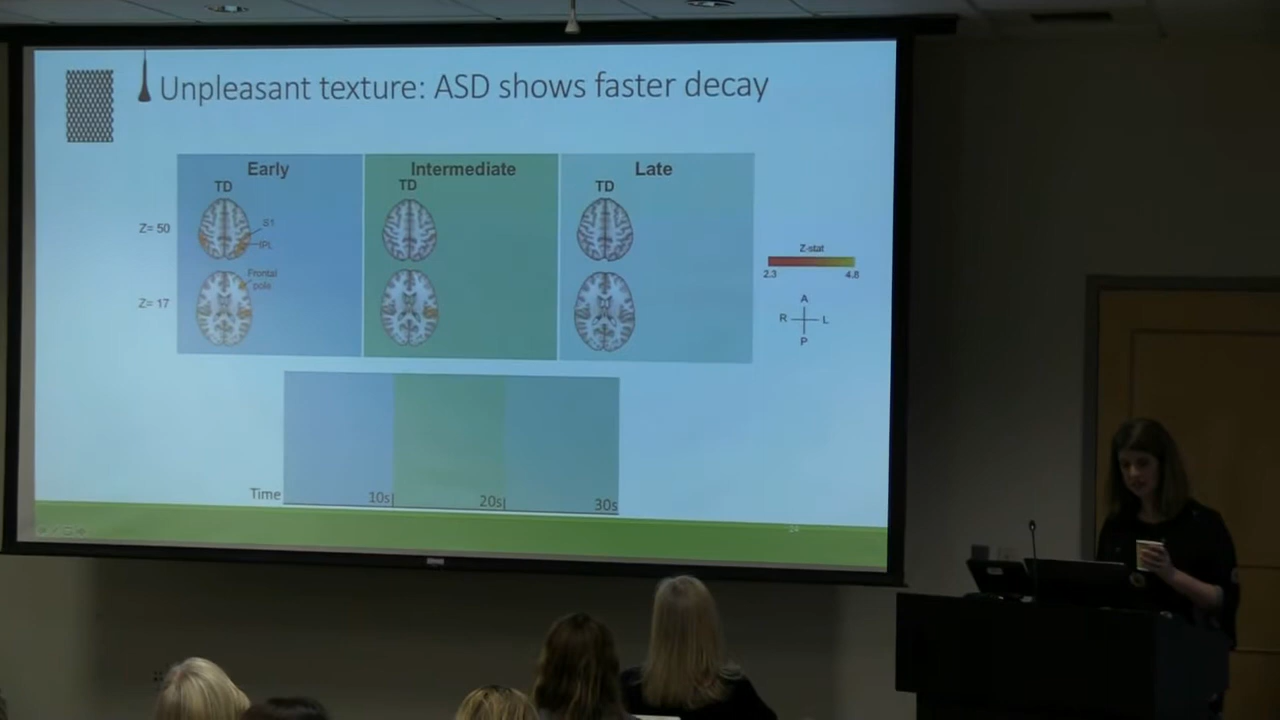 Unpleasant texture: ASD shows faster decay
Early
Intermediate
Late
TD
TD
TD
Z= 50
S1
IPL
Z-stat
2.3
4.8
Frontal
pole
Z= 17
A
R
L
P
Time
10s
20s
30s
24